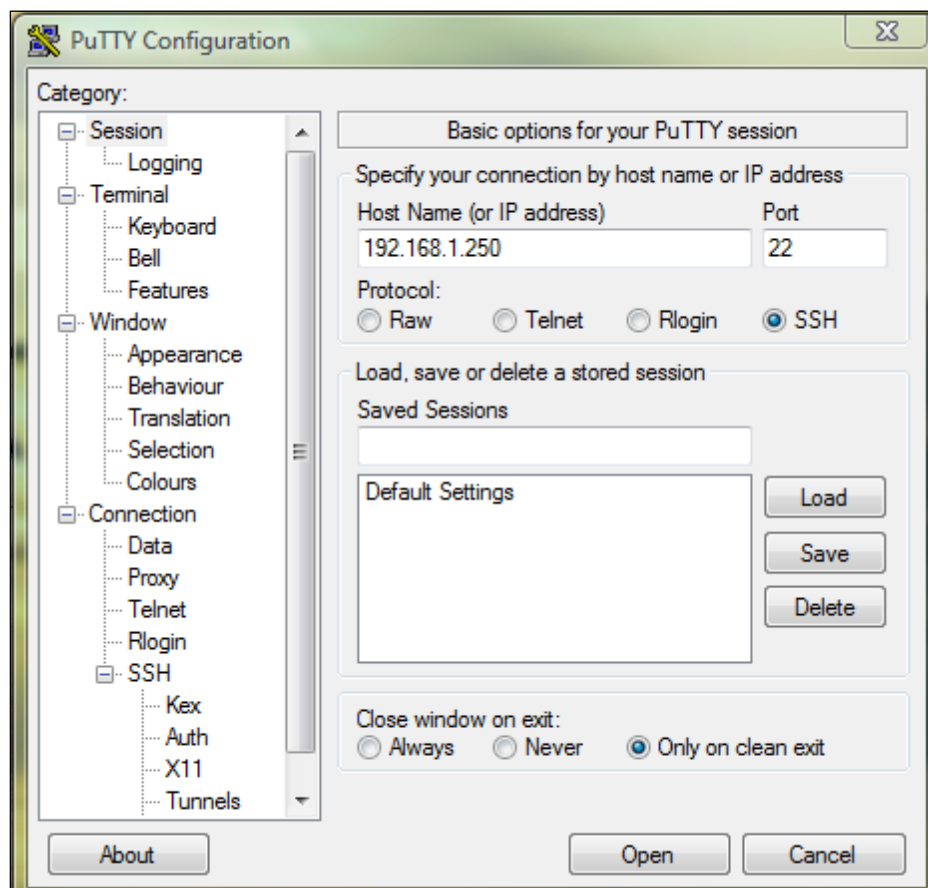 PuTTY Configuration
Category:
Session
Logging
Terminal
Keyboard
Bell
Features
Window
Appearance
Behaviour
Translation
Selection
Colours
Connection
Data
Proxy
Telnet
Rlogin
SSH
Kex
Auth
X11
Tunnels
Basic options for your PuTTY session
Specify your connection by host name or IP address
Host Name (or IP address) Port
192.168.1.250 22
Protocol:
Raw Telnet Rlogin SSH
Load, save or delete a stored session
Saved Sessions
Default Settings
Load
Save
Delete
Close window on exit:
Always Never Only on clean exit
About Open Cancel